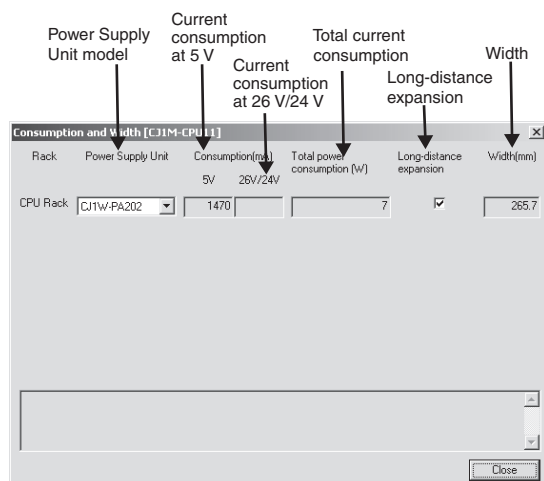 Power Supply
Unit model
Current
consumption
at 5 V
Current
consumption
at 26 V/24 V
Total current
consumption
Long-distance
expansion
Width
Consumption and Width [CJ1M-CPU11]
Rack
Power Supply Unit
Consumption(mA)
5V
26V/24V
Total power
consumption (W)
Long-distance
expansion
Width(mm)
CPU Rack
CJ1W-PA202
1470
7
265.7
Close